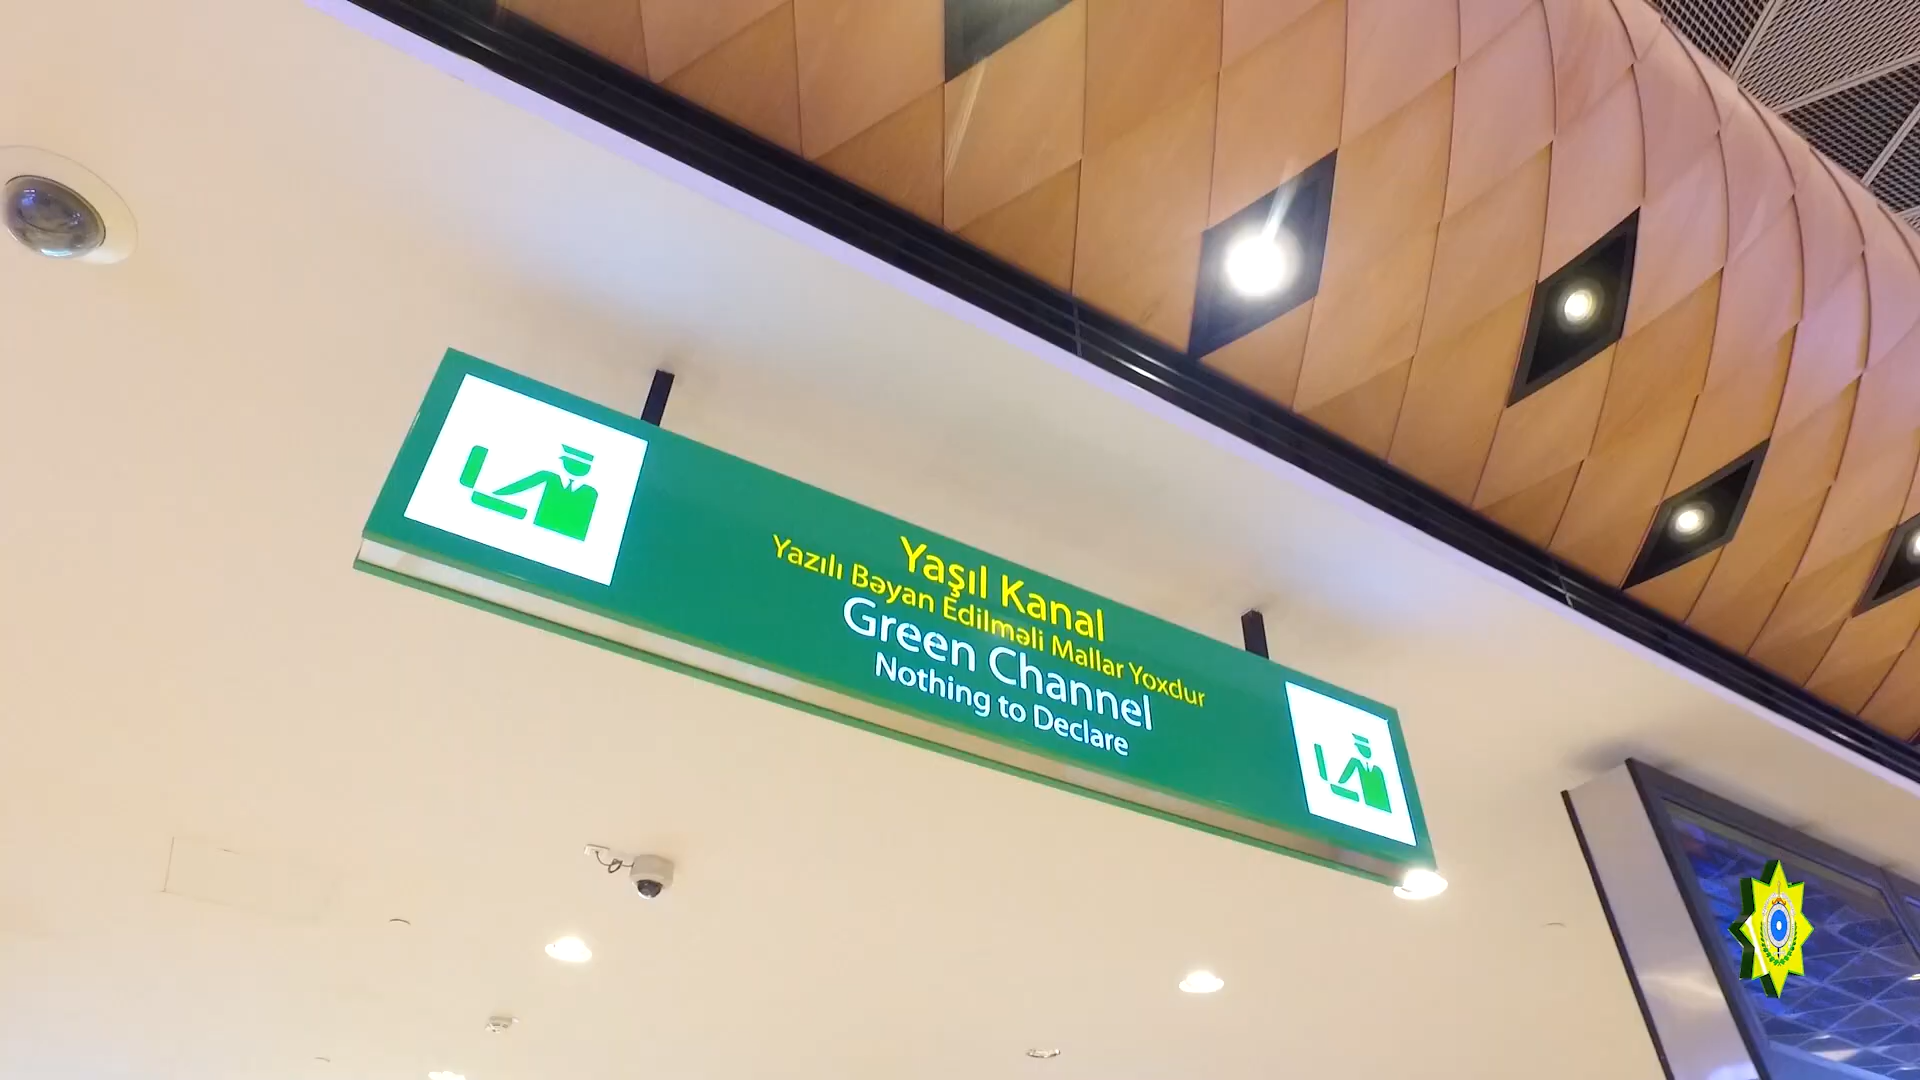 Yaşıl Kanal
Yazılı Bəyan Edilməli Mallar Yoxdur
Green Channel
Nothing to Declare